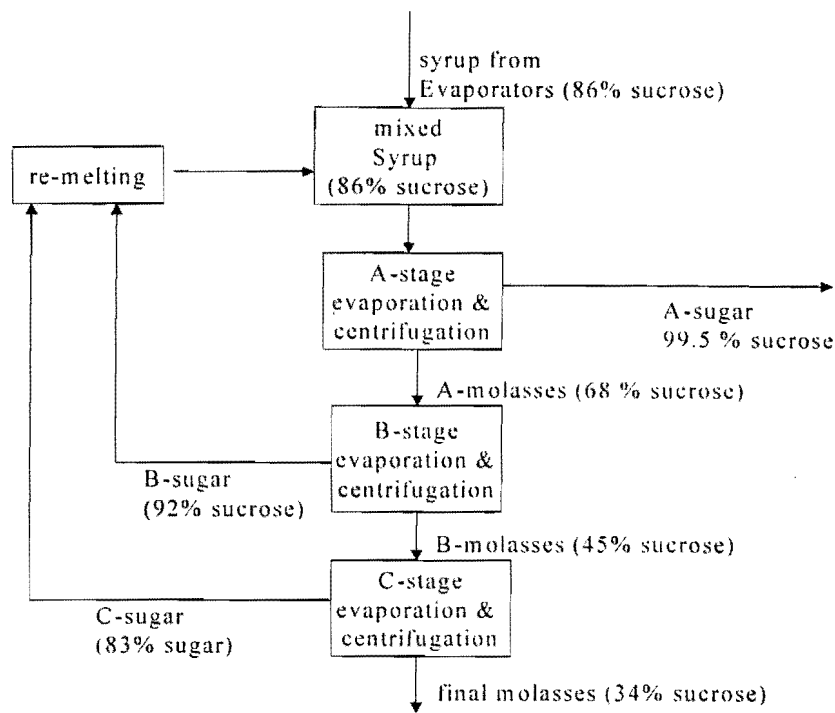 syrup from
Evaporators (86% sucrose)
mixed
Syrup
(86% sucrose)
re-melting
A-stage
evaporation &
centrifugation
A-sugar
99.5 % sucrose
A-molasses (68 % sucrose)
B-stage
evaporation &
centrifugation
B-sugar
(92% sucrose)
B-molasses (45% sucrose)
C-stage
evaporation &
centrifugation
C-sugar
(83% sugar)
final molasses (34% sucrose)